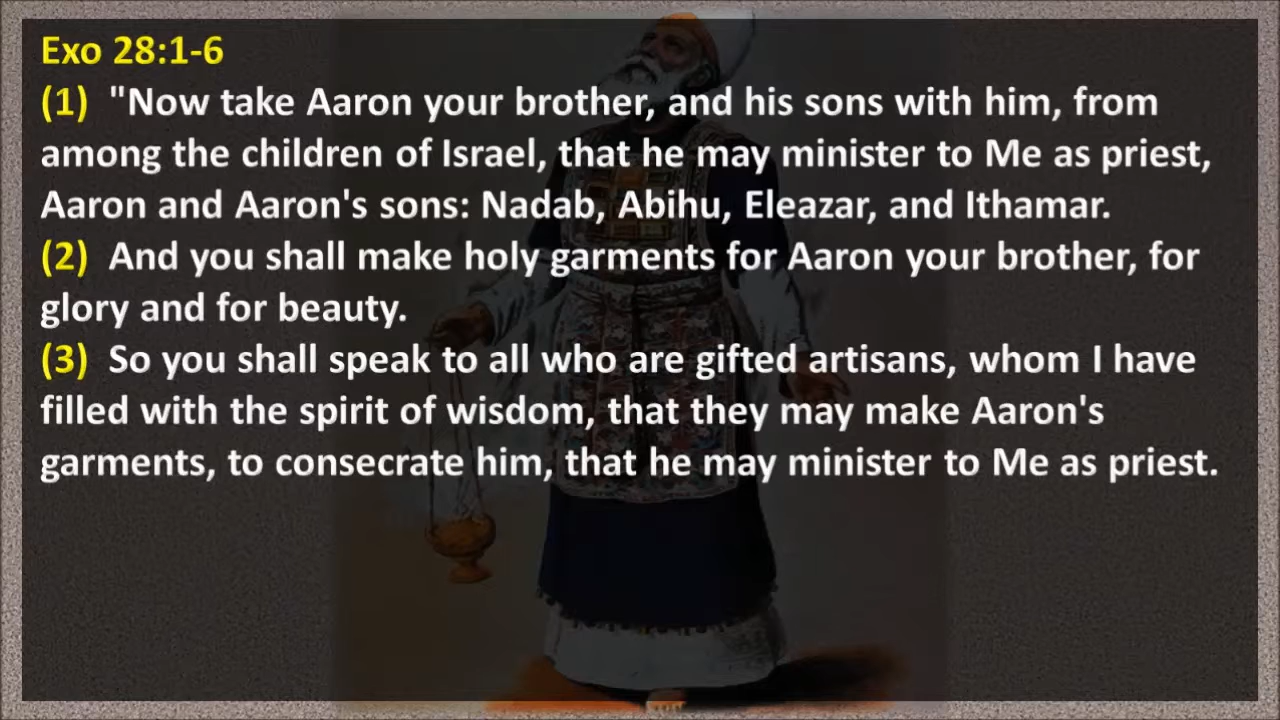 Exo 28:1-6
(1) "Now take Aaron your brother, and his sons with him, from
among the children of Israel, that he may minister to Me as priest,
Aaron and Aaron's sons: Nadab, Abihu, Eleazar, and Ithamar.
(2) And you shall make holy garments for Aaron your brother, for
glory and for beauty.
(3) So you shall speak to all who are gifted artisans, whom I have
filled with the spirit of wisdom, that they may make Aaron's
garments, to consecrate him, that he may minister to Me as priest.